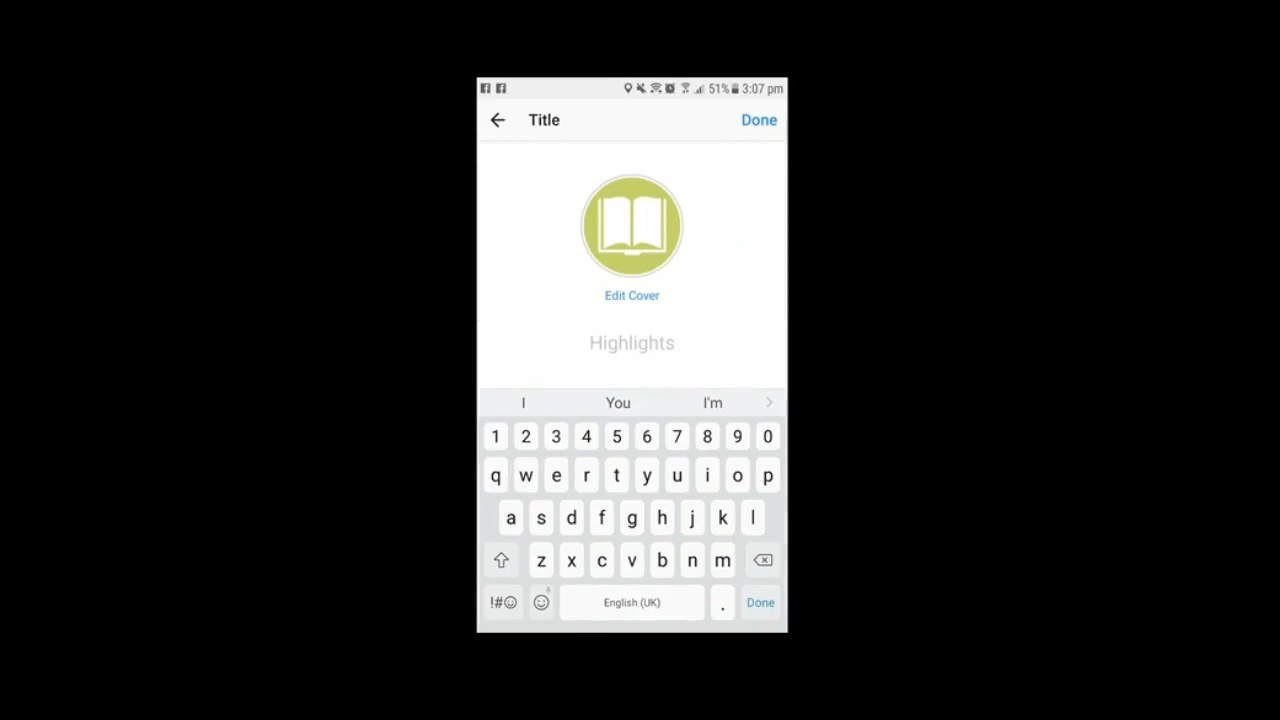 51% 3:07 pm
Title Done
Edit Cover
Highlights
I You I'm
1 2 3 4 5 6 7 8 9 0
q w e r t y u i o p
a s d f g h j k l
z x c v b n m
!#☺ English (UK) . Done